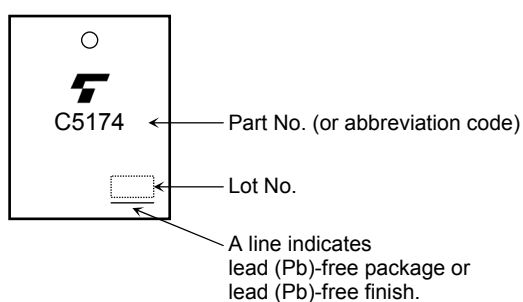 C5174
Part No. (or abbreviation code)
Lot No.
A line indicates
lead (Pb)-free package or
lead (Pb)-free finish.